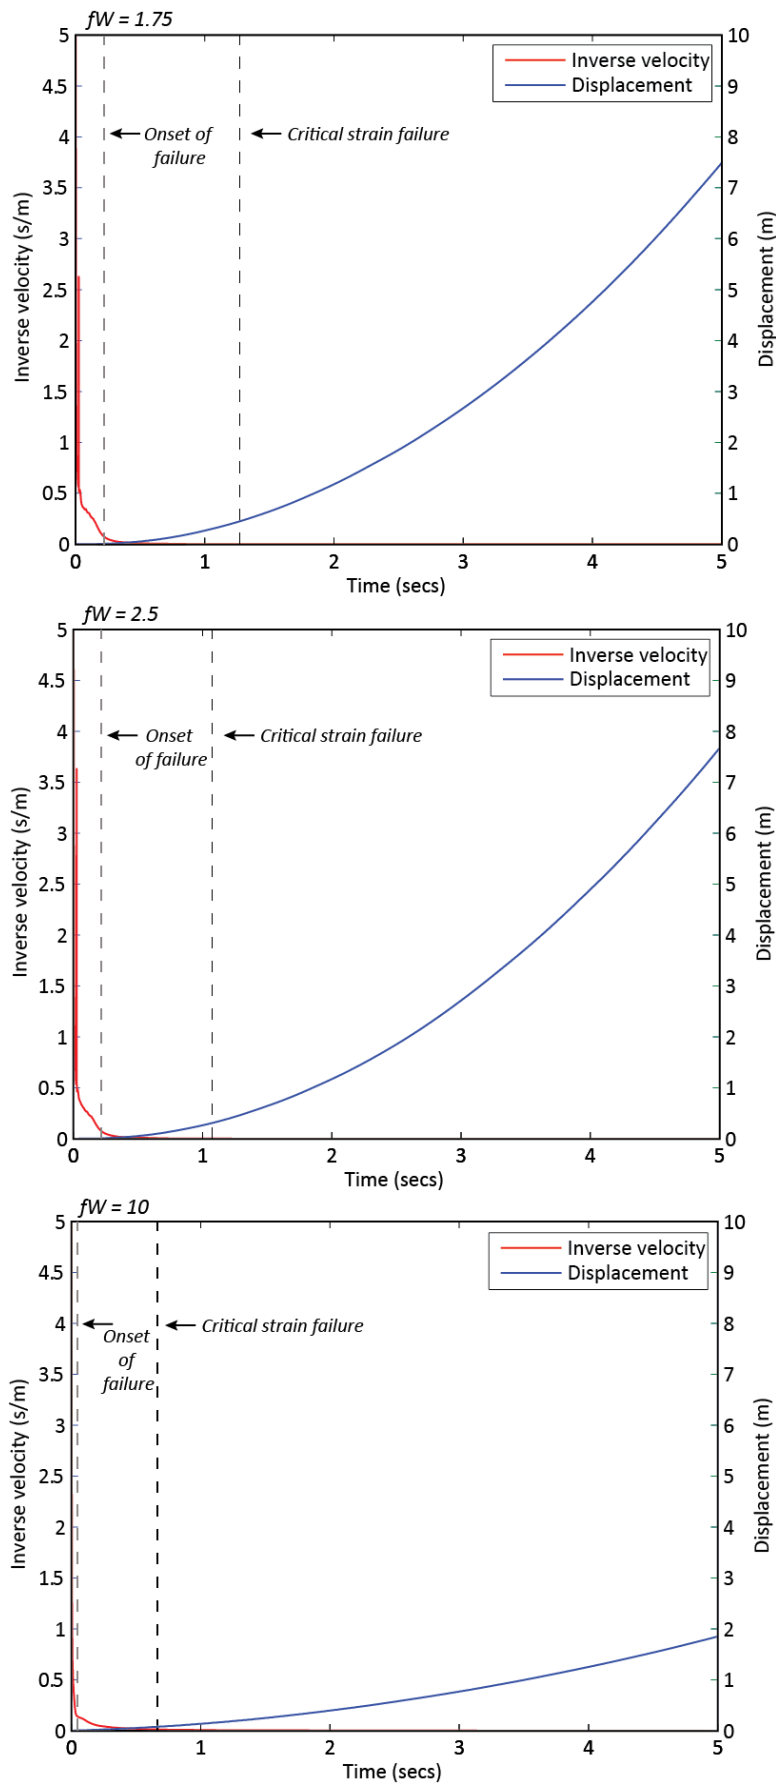 fW = 1.75
5
4.5
4
3.5
3
2.5
2
1.5
1
0.5
0
Inverse velocity (s/m)
Inverse velocity
Displacement
Onset of
failure
Critical strain failure
10
9
8
7
6
5
4
3
2
1
0
Displacement (m)
0 1 2 3 4 5
Time (secs)
fW = 2.5
5
4.5
4
3.5
3
2.5
2
1.5
1
0.5
0
Inverse velocity (s/m)
Inverse velocity
Displacement
Onset
of failure
Critical strain failure
10
9
8
7
6
5
4
3
2
1
0
Displacement (m)
0 1 2 3 4 5
Time (secs)
fW = 10
5
4.5
4
3.5
3
2.5
2
1.5
1
0.5
0
Inverse velocity (s/m)
Inverse velocity
Displacement
Onset
of
failure
Critical strain failure
10
9
8
7
6
5
4
3
2
1
0
Displacement (m)
0 1 2 3 4 5
Time (secs)